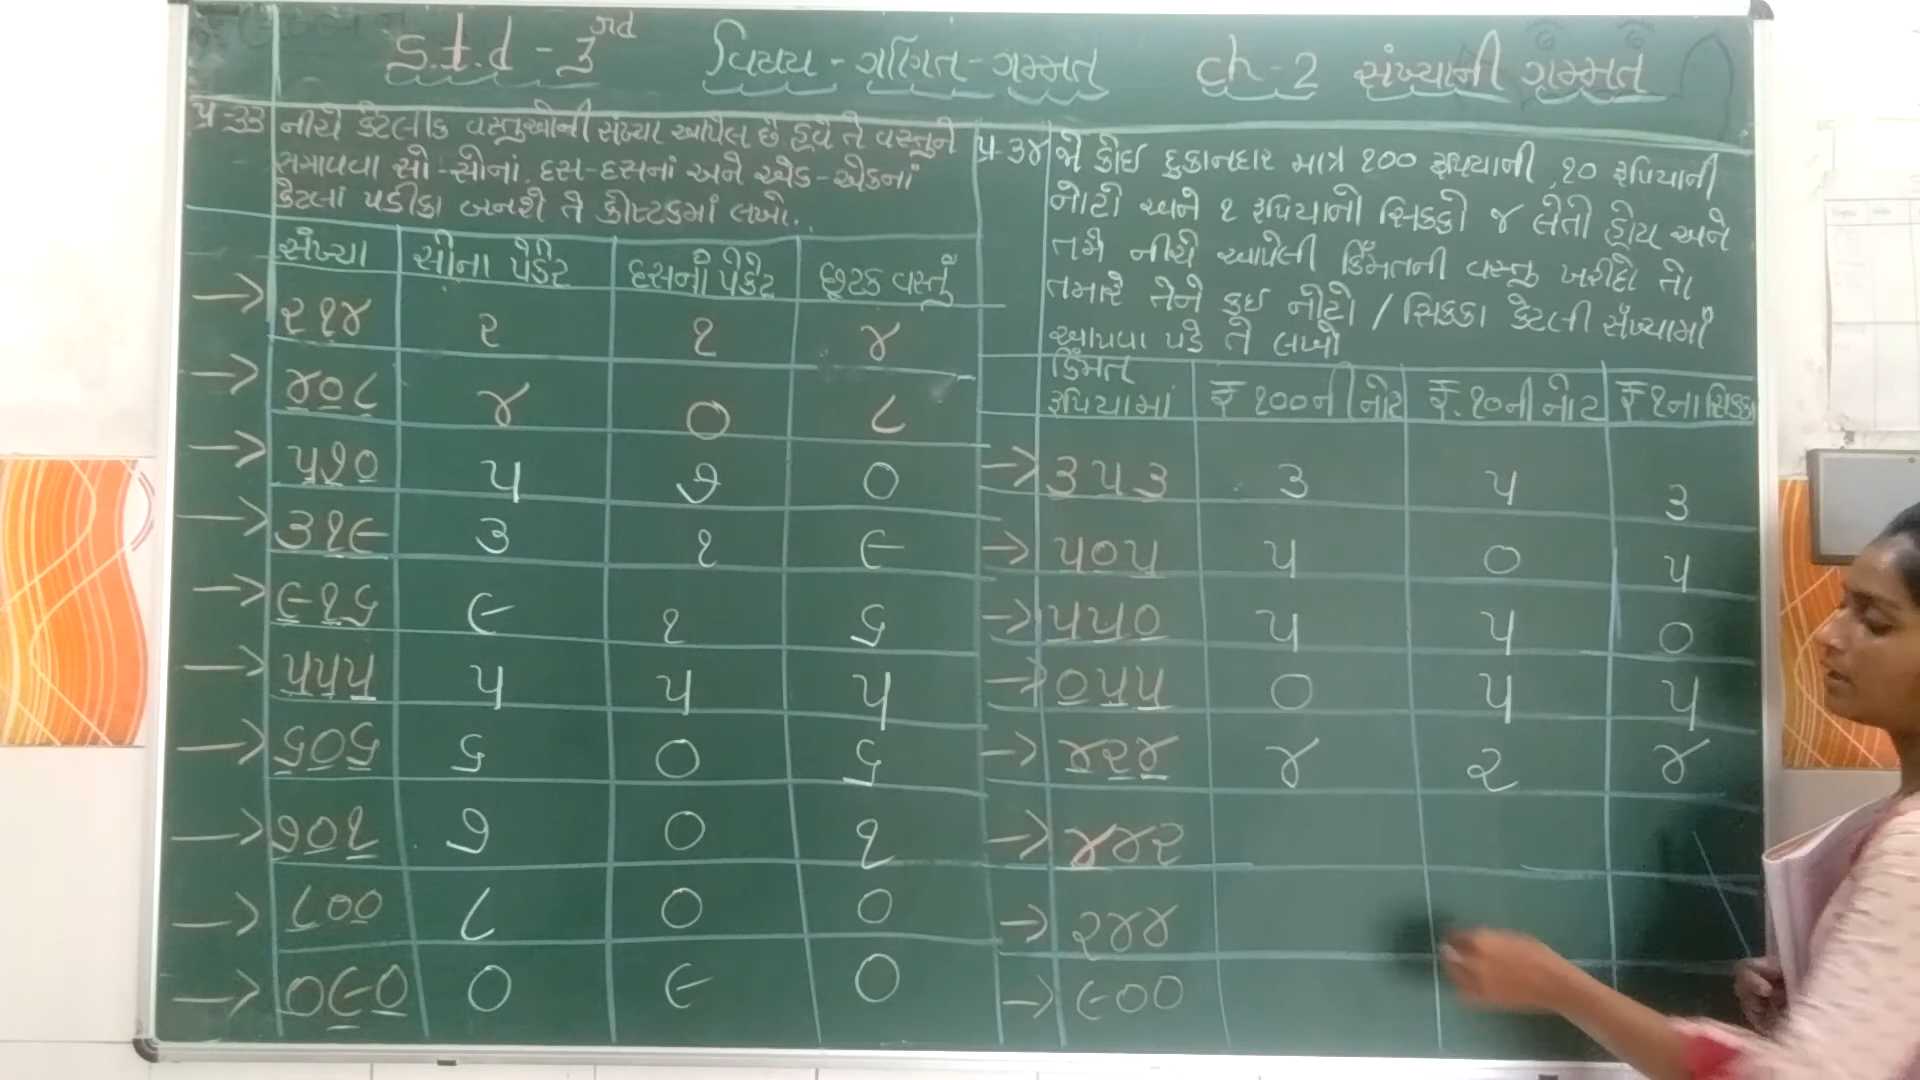 S.t.d - 3rd વિષય - ગણિત - ગમ્મત ch - 2 સંખ્યાની ગમ્મત
પ્ર-૩૩ નીચે કેટલીક વસ્તુઓની સંખ્યા આપેલ છે હવે તે વસ્તુને
સમાવવા સો-સોનાં, દસ-દસનાં અને એક-એકનાં
કેટલાં પડીકા બનશે તે કોષ્ટકમાં લખો.
સંખ્યા સોના પેકેટ દસની પેકેટ છૂટક વસ્તું
→ ૨૧૪ ૨ ૧ ૪
→ ૪૦૮ ૪ ૦ ૮
→ ૫૭૦ ૫ ૭ ૦
→ ૩૧૯ ૩ ૧ ૯
→ ૯૧૬ ૯ ૧ ૬
→ ૫૫૫ ૫ ૫ ૫
→ ૬૦૬ ૬ ૦ ૬
→ ૭૦૧ ૭ ૦ ૧
→ ૮૦૦ ૮ ૦ ૦
→ ૦૯૦ ૦ ૯ ૦
પ્ર-૩૪ જો કોઈ દુકાનદાર માત્ર ૧૦૦ રૂપિયાની, ૧૦ રૂપિયાની
નોટો અને ૧ રૂપિયાનો સિક્કો જ લેતો હોય અને
તમે નીચે આપેલી કિંમતની વસ્તુ ખરીદો તો
તમારે તેને કુઇ નોટો / સિક્કા કેટલી સંખ્યામાં
આપવા પડે તે લખો
કિંમત
રૂપિયામાં ₹ ૧૦૦ની નોટ ₹. ૧૦ની નોટ ₹ ૧ના સિક્કા
→ ૩૫૩ ૩ ૫ ૩
→ ૫૦૫ ૫ ૦ ૫
→ ૫૫૦ ૫ ૫ ૦
→ ૦૫૫ ૦ ૫ ૫
→ ૪૨૪ ૪ ૨ ૪
→ ૪૪૨
→ ૨૪૪
→ ૯૦૦